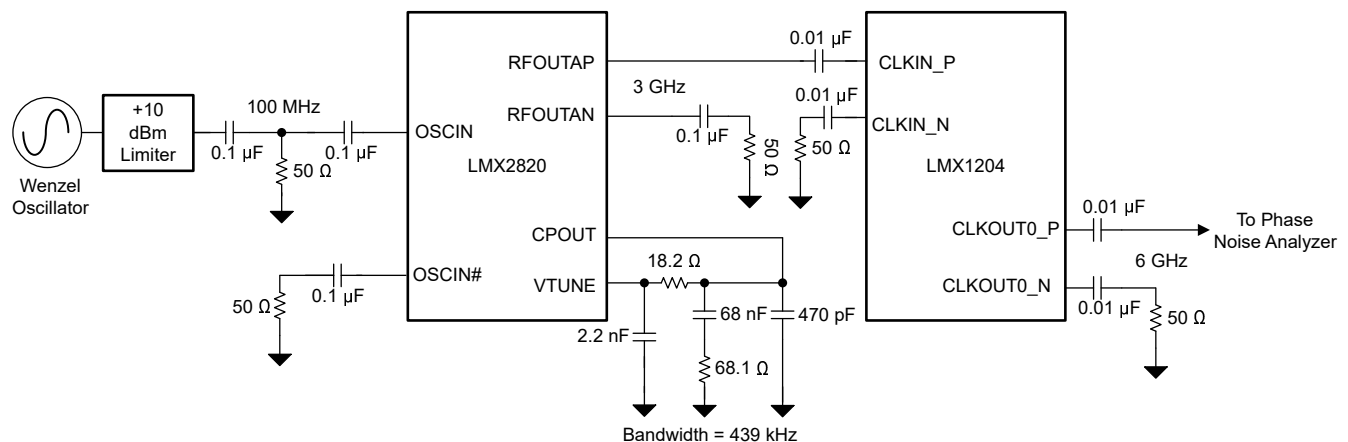 Wenzel
Oscillator
+10
dBm
Limiter
0.1 µF
100 MHz
50 Ω
0.1 µF
50 Ω
0.1 µF
OSCIN
OSCIN#
LMX2820
RFOUTAP
RFOUTAN
CPOUT
VTUNE
3 GHz
0.1 µF
50 Ω
18.2 Ω
2.2 nF
68 nF
68.1 Ω
470 pF
Bandwidth = 439 kHz
0.01 µF
0.01 µF
50 Ω
CLKIN_P
CLKIN_N
LMX1204
CLKOUT0_P
CLKOUT0_N
0.01 µF
6 GHz
0.01 µF
50 Ω
To Phase
Noise Analyzer